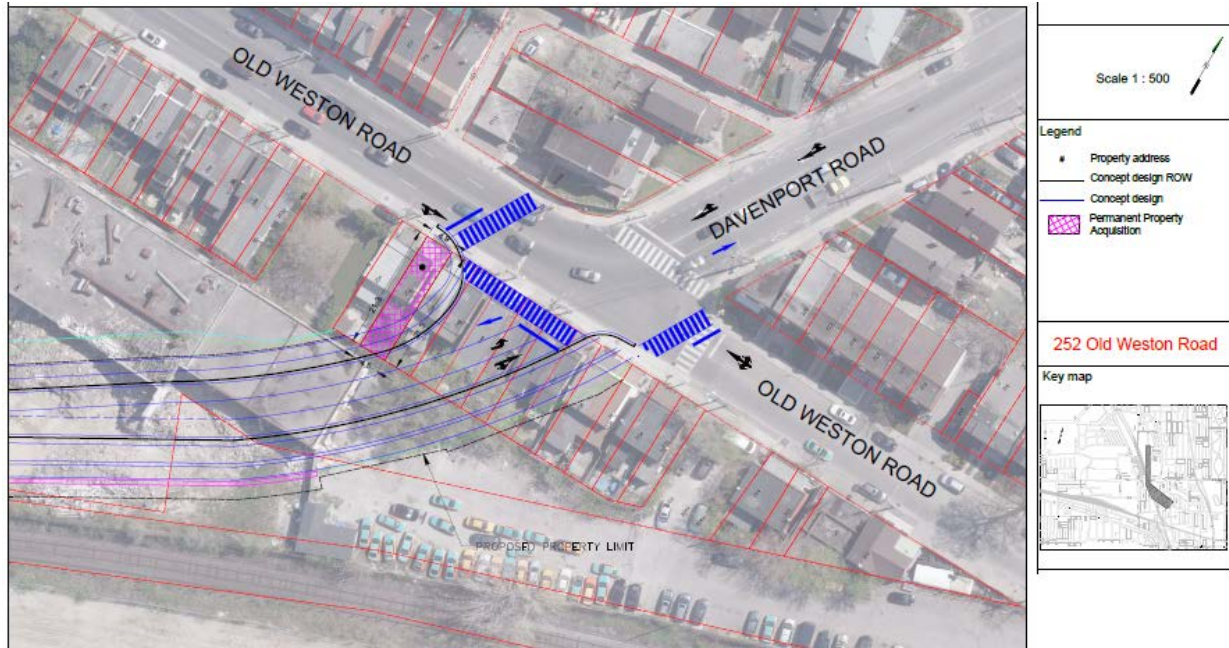 OLD WESTON ROAD
DAVENPORT ROAD
OLD WESTON ROAD
PROPOSED PROPERTY LIMIT
Scale 1 : 500
Legend
# Property address
Concept design ROW
Concept design
Permanent Property
Acquisition
252 Old Weston Road
Key map